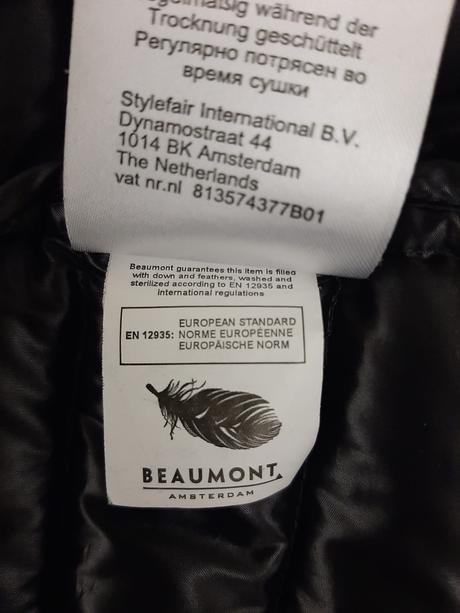 während der
Trocknung geschüttelt
Регулярно потрясен во
время сушки
Stylefair International B.V.
Dynamostraat 44
1014 BK Amsterdam
The Netherlands
vat nr.nl 813574377B01
Beaumont guarantees this item is filled
with down and feathers, washed and
sterilized according to EN 12935 and
international regulations
EN 12935:
EUROPEAN STANDARD
NORME EUROPÉENNE
EUROPÄISCHE NORM
BEAUMONT
AMSTERDAM